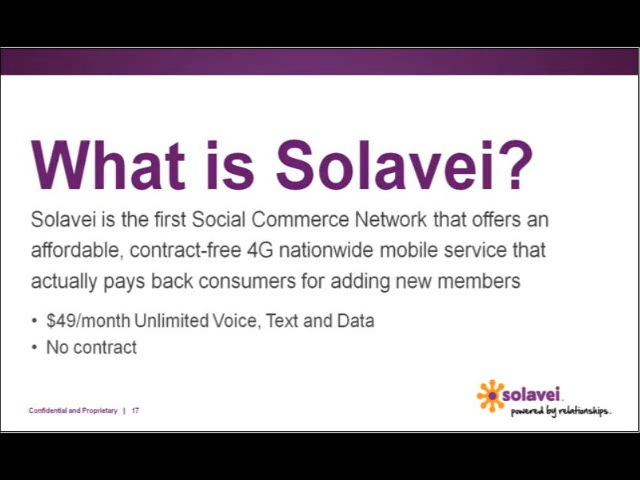 What is Solavei?
Solavei is the first Social Commerce Network that offers an
affordable, contract-free 4G nationwide mobile service that
actually pays back consumers for adding new members
• $49/month Unlimited Voice, Text and Data
• No contract
Confidential and Proprietary | 17
solavei
powered by relationships.